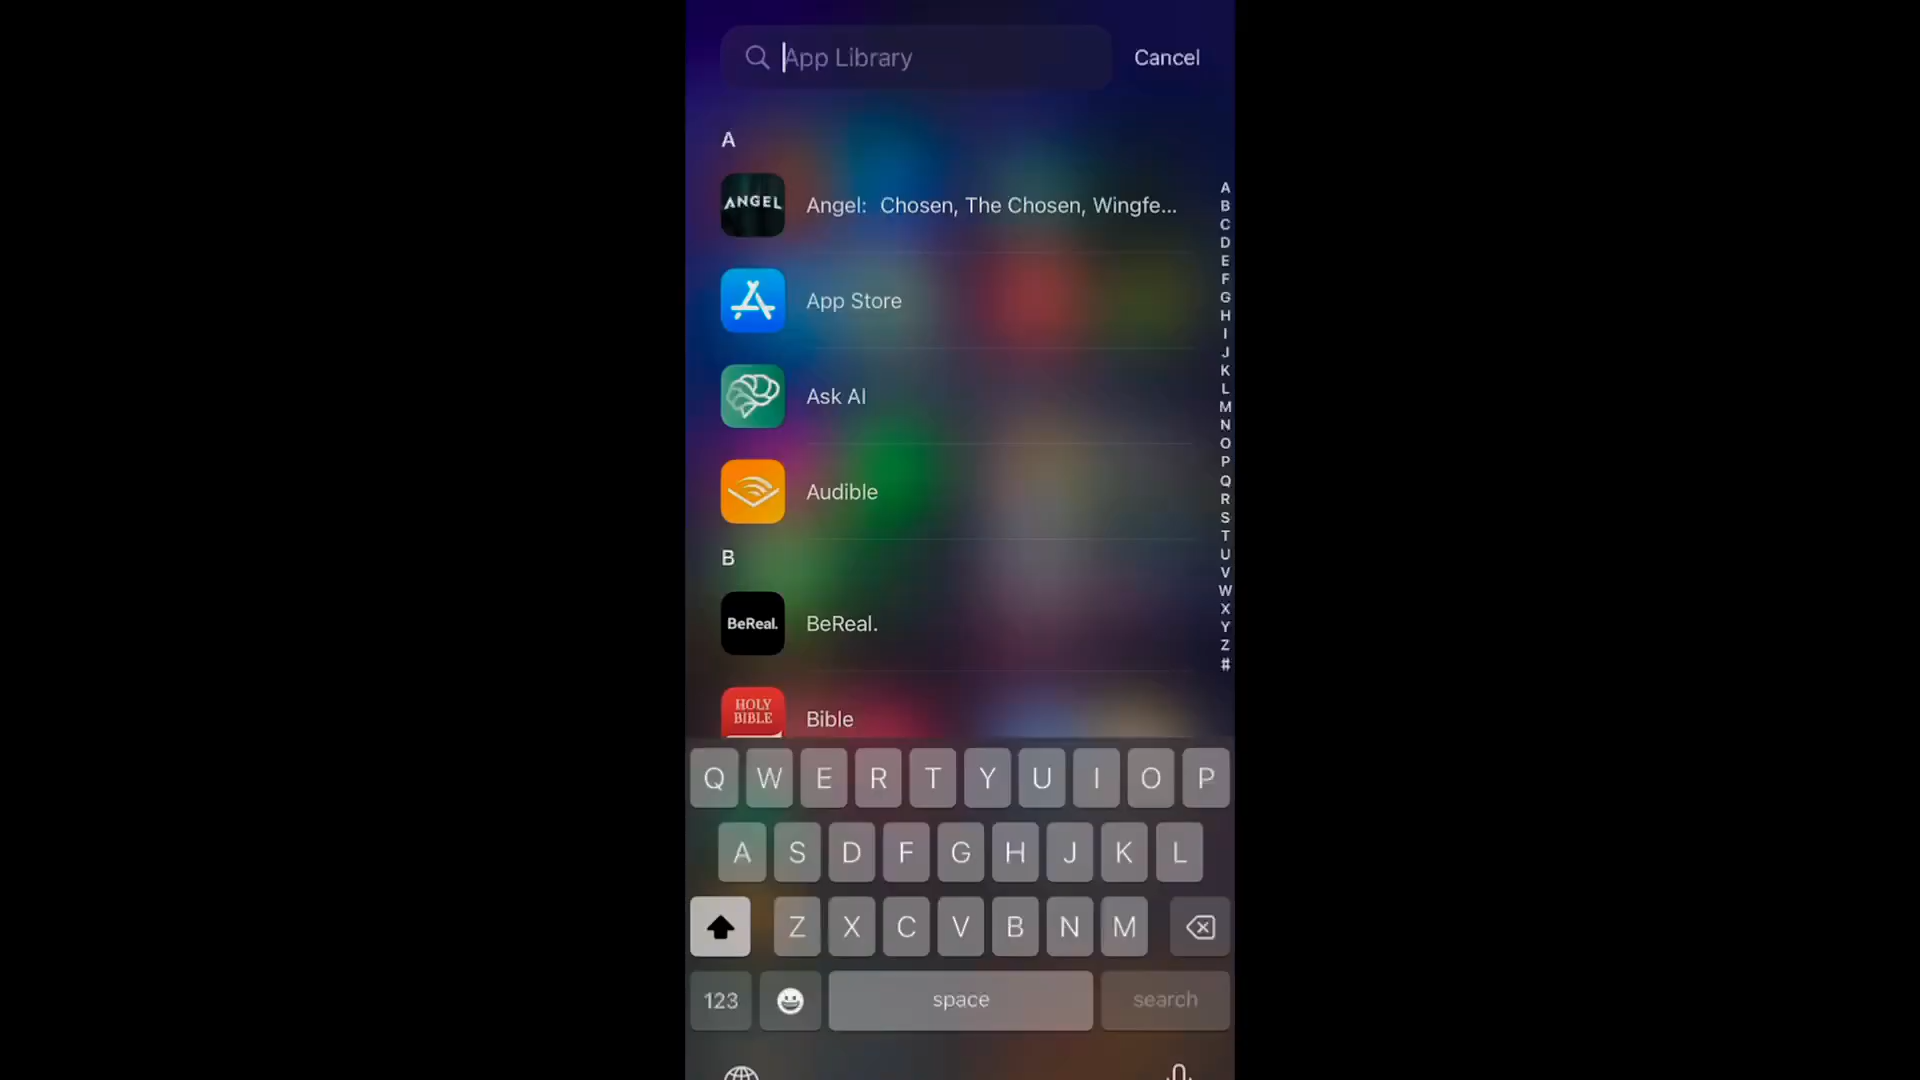 App Library Cancel
A
ANGEL
Angel: Chosen, The Chosen, Wingfe...
App Store
Ask AI
Audible
B
BeReal.
BeReal.
HOLY
BIBLE
Bible
A
B
C
D
E
F
G
H
I
J
K
L
M
N
O
P
Q
R
S
T
U
V
W
X
Y
Z
#
Q W E R T Y U I O P
A S D F G H J K L
Z X C V B N M
123 space search